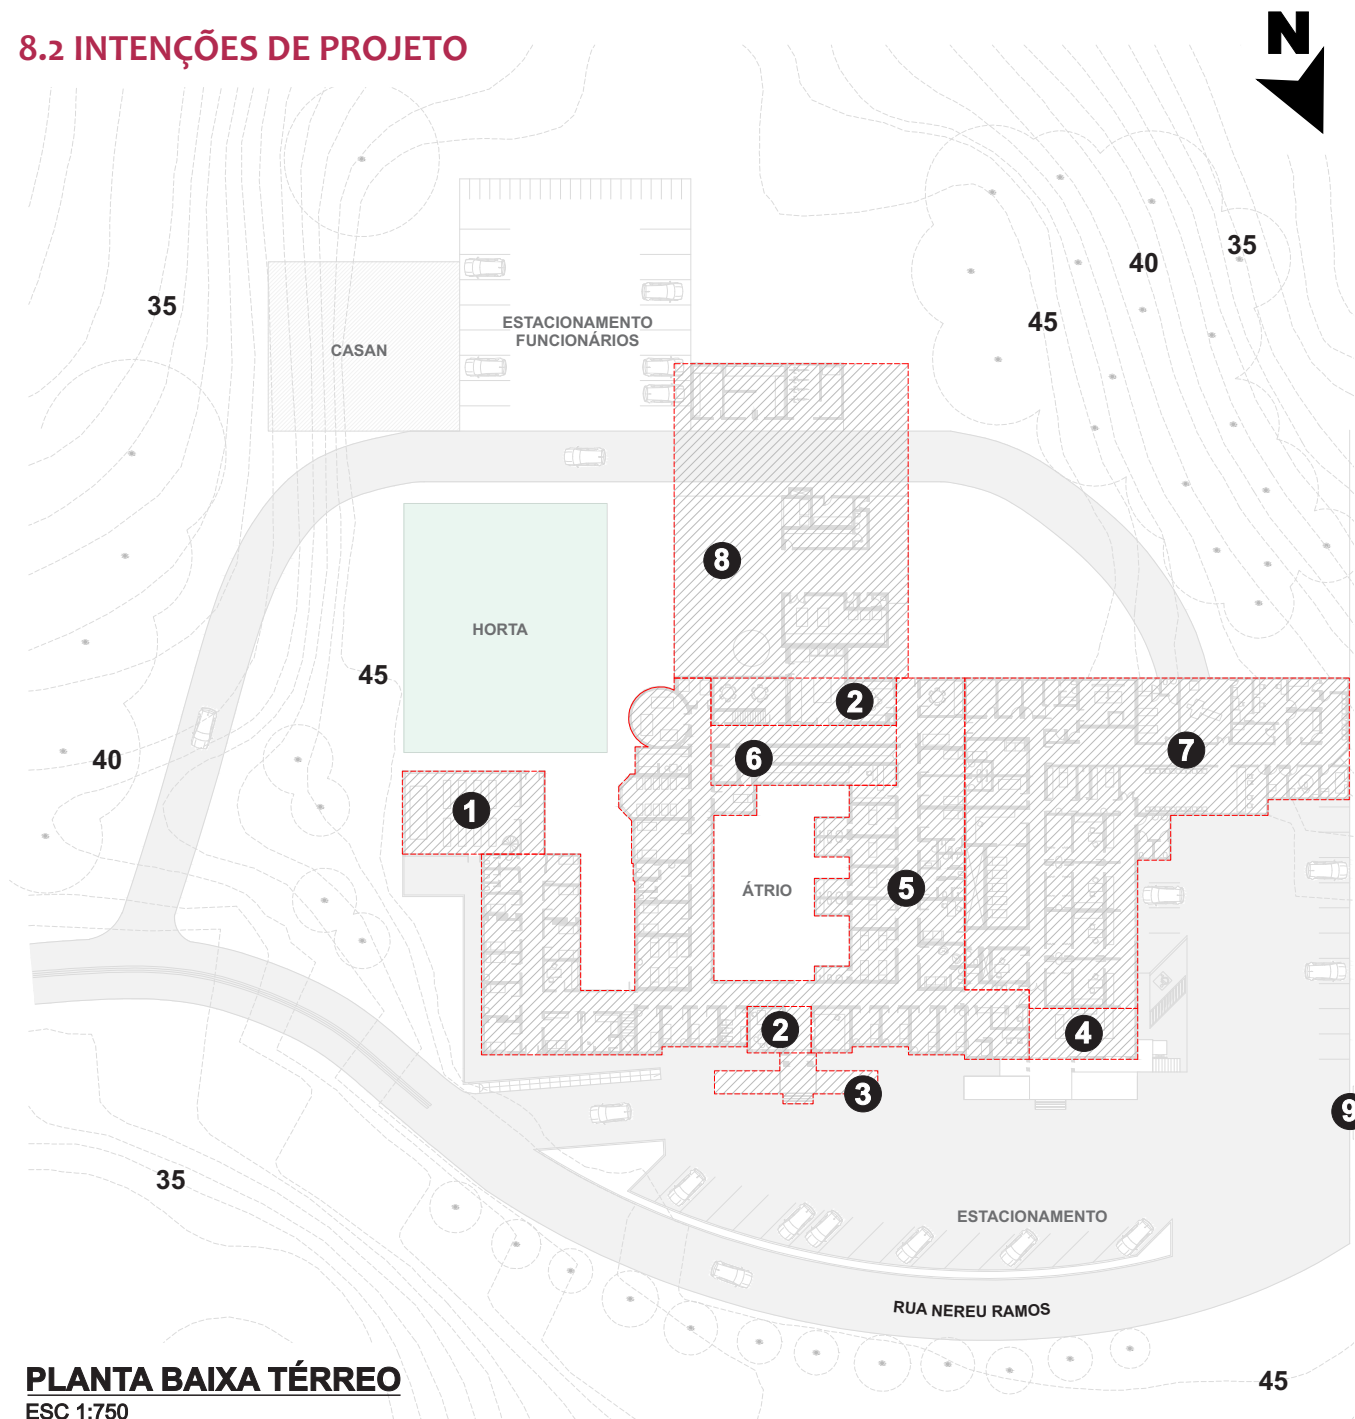 8.2 INTENÇÕES DE PROJETO
N
35
40
35
45
ESTACIONAMENTO
FUNCIONÁRIOS
CASAN
8
HORTA
45
2
6
7
40
1
ÁTRIO
5
2
4
3
9
35
ESTACIONAMENTO
RUA NEREU RAMOS
45
PLANTA BAIXA TÉRREO
ESC 1:750